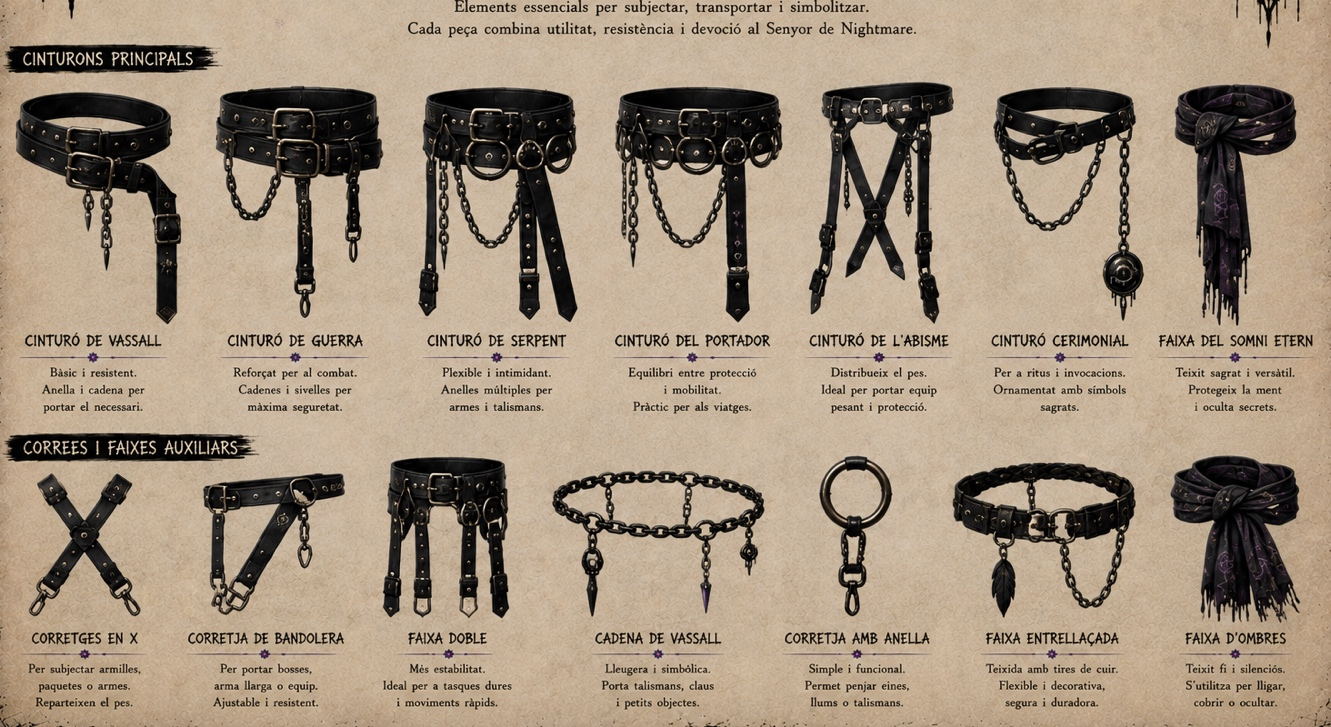 Elements essencials per subjectar, transportar i simbolitzar.
Cada peça combina utilitat, resistència i devoció al Senyor de Nightmare.
CINTURONS PRINCIPALS
CINTURÓ DE VASSALL
Bàsic i resistent.
Anella i cadena per
portar el necessari.
CINTURÓ DE GUERRA
Reforçat per al combat.
Cadenes i sivelles per
màxima seguretat.
CINTURÓ DE SERPENT
Flexible i intimidant.
Anelles múltiples per
armes i talismans.
CINTURÓ DEL PORTADOR
Equilibri entre protecció
i mobilitat.
Pràctic per als viatges.
CINTURÓ DE L'ABISME
Distribueix el pes.
Ideal per portar equip
pesant i protecció.
CINTURÓ CERIMONIAL
Per a ritus i invocacions.
Ornamentat amb símbols
sagrats.
FAIXA DEL SOMNI ETERN
Teixit sagrat i versàtil.
Protegeix la ment
i oculta secrets.
CORREES I FAIXES AUXILIARS
CORRETGES EN X
Per subjectar armilles,
paquetes o armes.
Reparteixen el pes.
CORRETJA DE BANDOLERA
Per portar bosses,
arma llarga o equip.
Ajustable i resistent.
FAIXA DOBLE
Més estabilitat.
Ideal per a tasques dures
i moviments ràpids.
CADENA DE VASSALL
Lleugera i simbólica.
Porta talismans, claus
i petits objectes.
CORRETJA AMB ANELLA
Simple i funcional.
Permet penjar eines,
llums o talismans.
FAIXA ENTRELLAÇADA
Teixida amb tires de cuir.
Flexible i decorativa,
segura i duradora.
FAIXA D'OMBRES
Teixit fi i silenciós.
S'utilitza per lligar,
cobrir o ocultar.